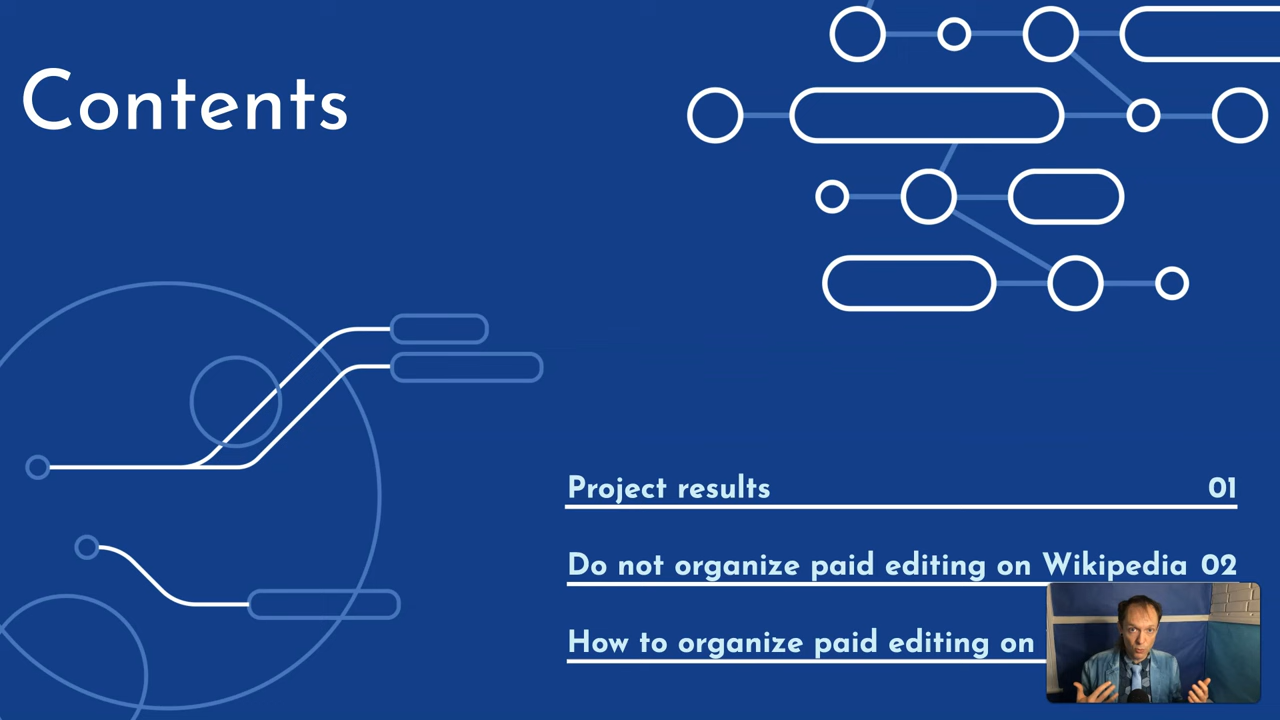 Contents
Project results 01
Do not organize paid editing on Wikipedia 02
How to organize paid editing on